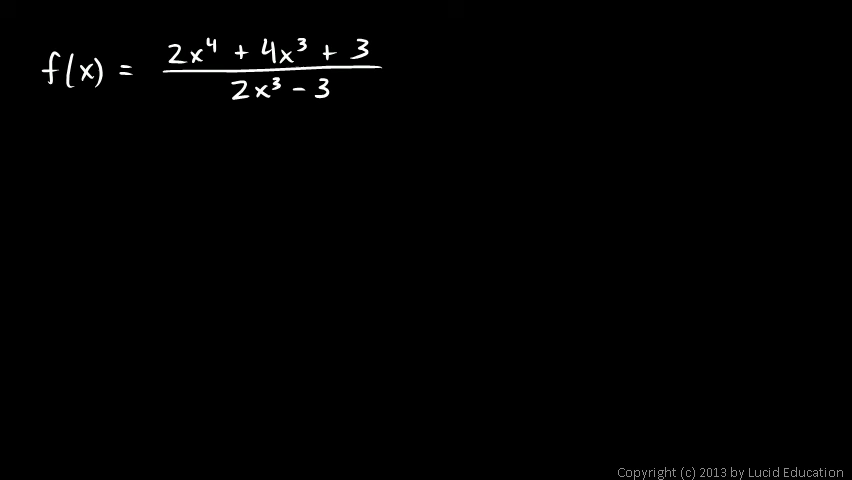 f(x) = (2x⁴ + 4x³ + 3) / (2x³ - 3)
Copyright (c) 2013 by Lucid Education